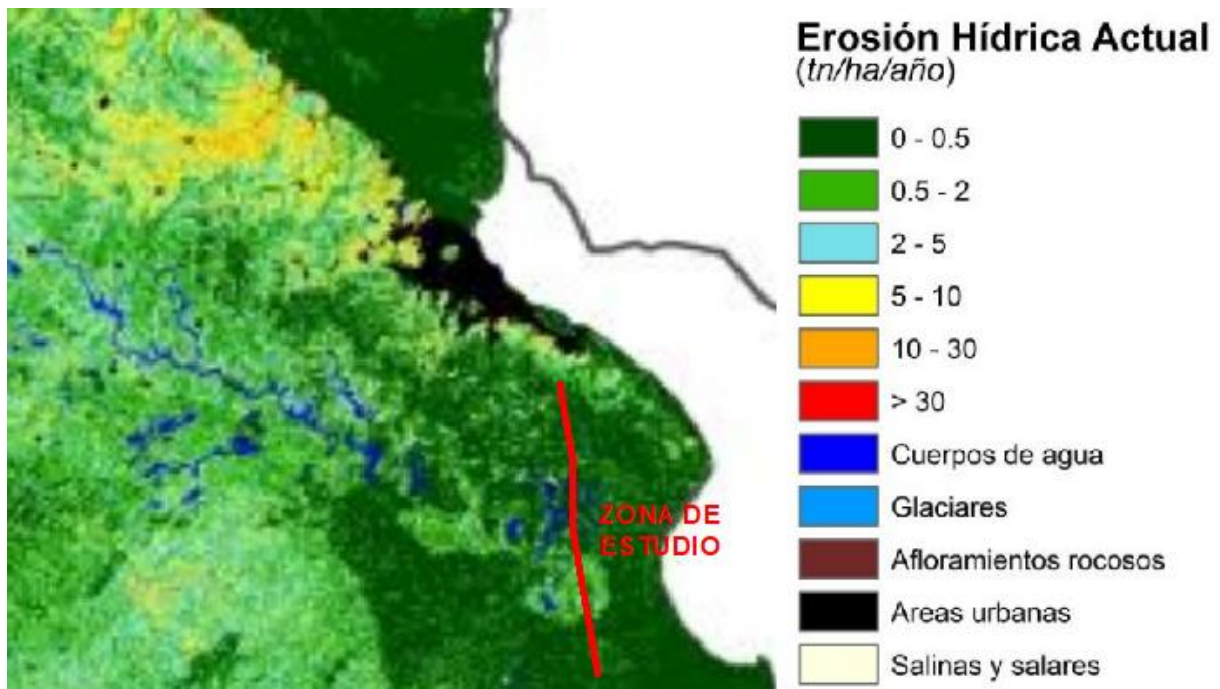 Erosión Hídrica Actual
(tn/ha/año)
0 - 0.5
0.5 - 2
2 - 5
5 - 10
10 - 30
> 30
Cuerpos de agua
Glaciares
Afloramientos rocosos
Areas urbanas
Salinas y salares
ZONA DE
ESTUDIO